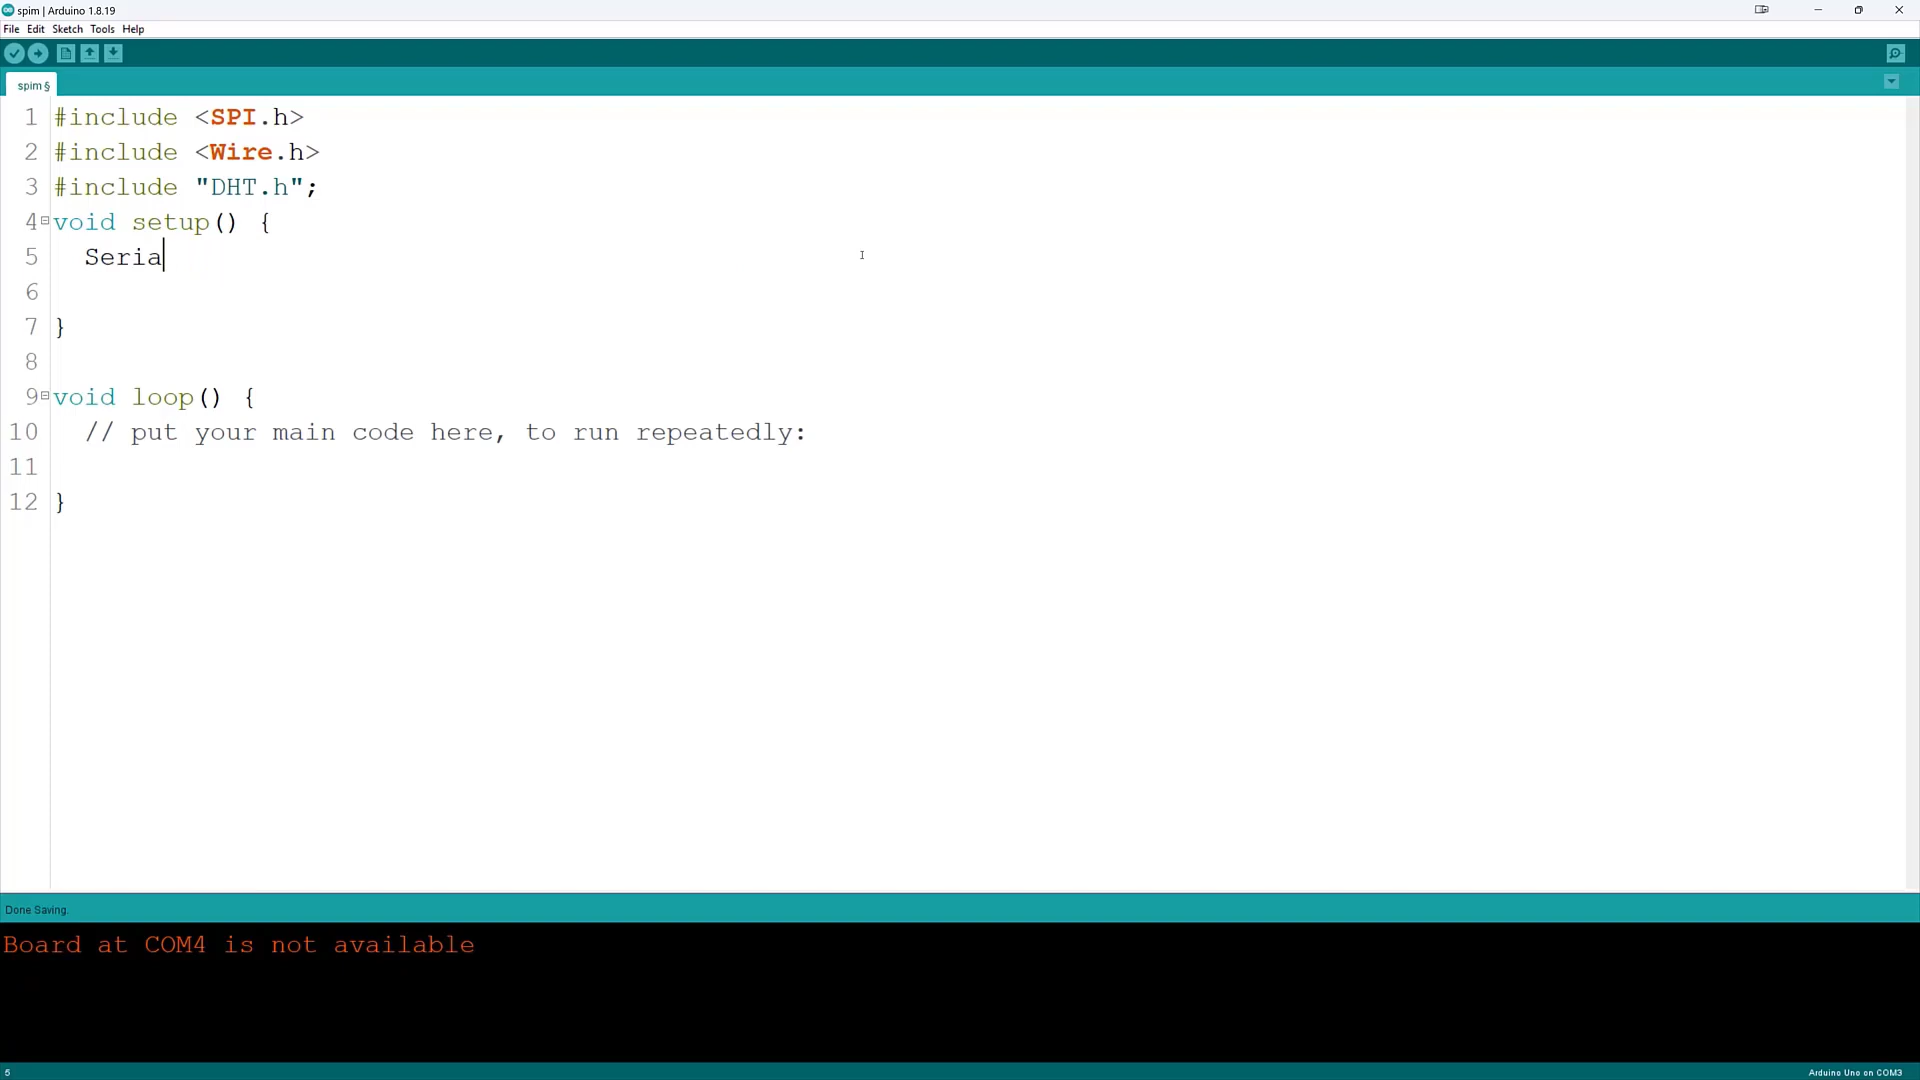 spim | Arduino 1.8.19
File Edit Sketch Tools Help
spim §
1 #include <SPI.h>
2 #include <Wire.h>
3 #include "DHT.h";
4 void setup() {
5 Seria
6
7 }
8
9 void loop() {
10 // put your main code here, to run repeatedly:
11
12 }
Done Saving.
Board at COM4 is not available
5 Arduino Uno on COM3